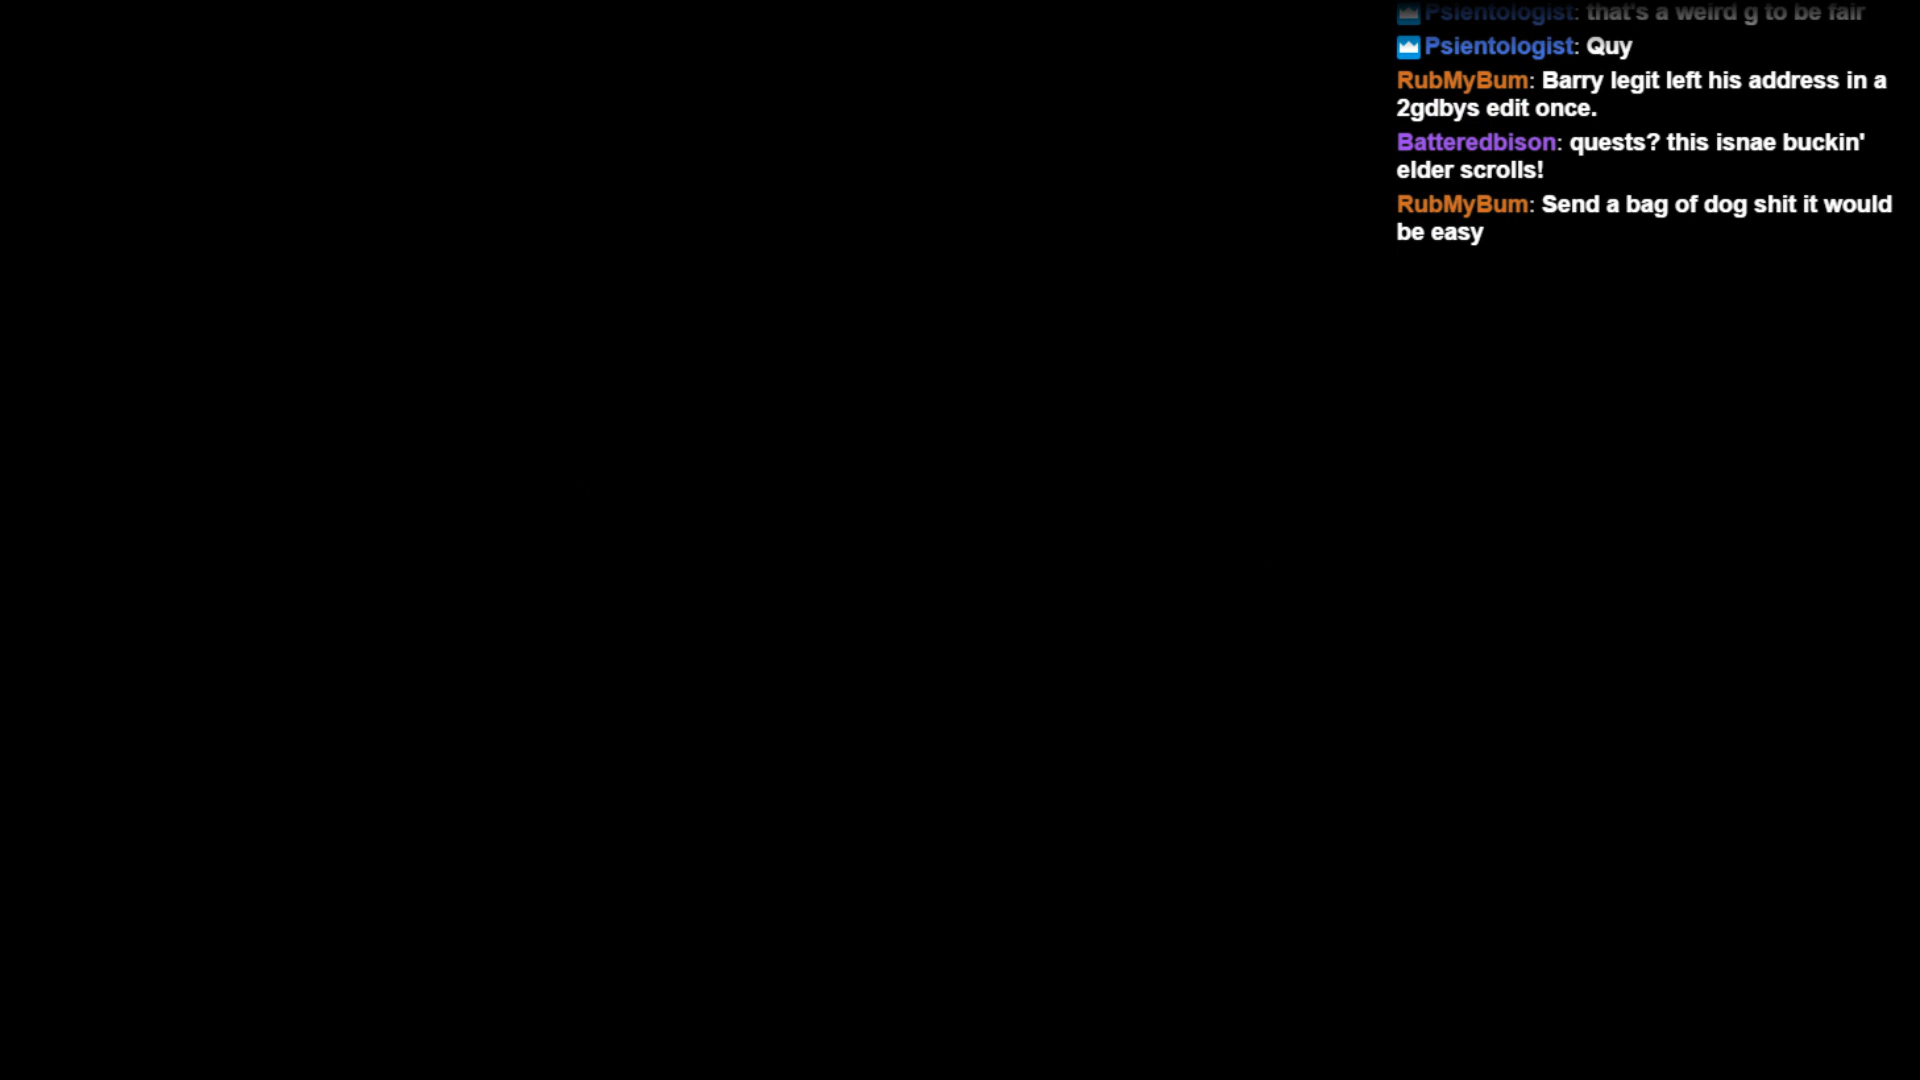 Psientologist: that's a weird g to be fair
Psientologist: Quy
RubMyBum: Barry legit left his address in a
2gdbys edit once.
Batteredbison: quests? this isnae buckin'
elder scrolls!
RubMyBum: Send a bag of dog shit it would
be easy